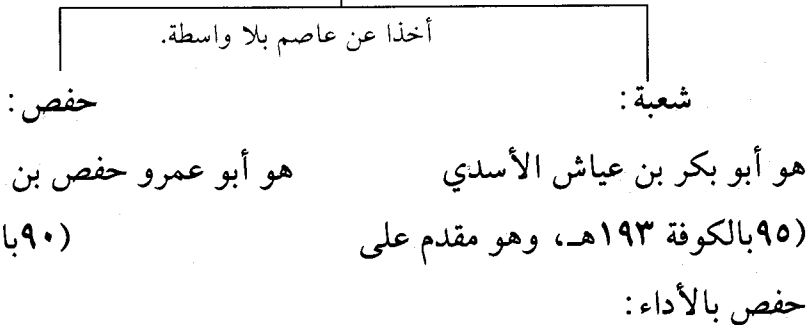 أخذا عن عاصم بلا واسطة.
شعبة:
هو أبو بكر بن عياش الأسدي
(٩٥بالكوفة ١٩٣هـ، وهو مقدم على
حفص بالأداء:
حفص:
هو أبو عمرو حفص بن
(٩٠با